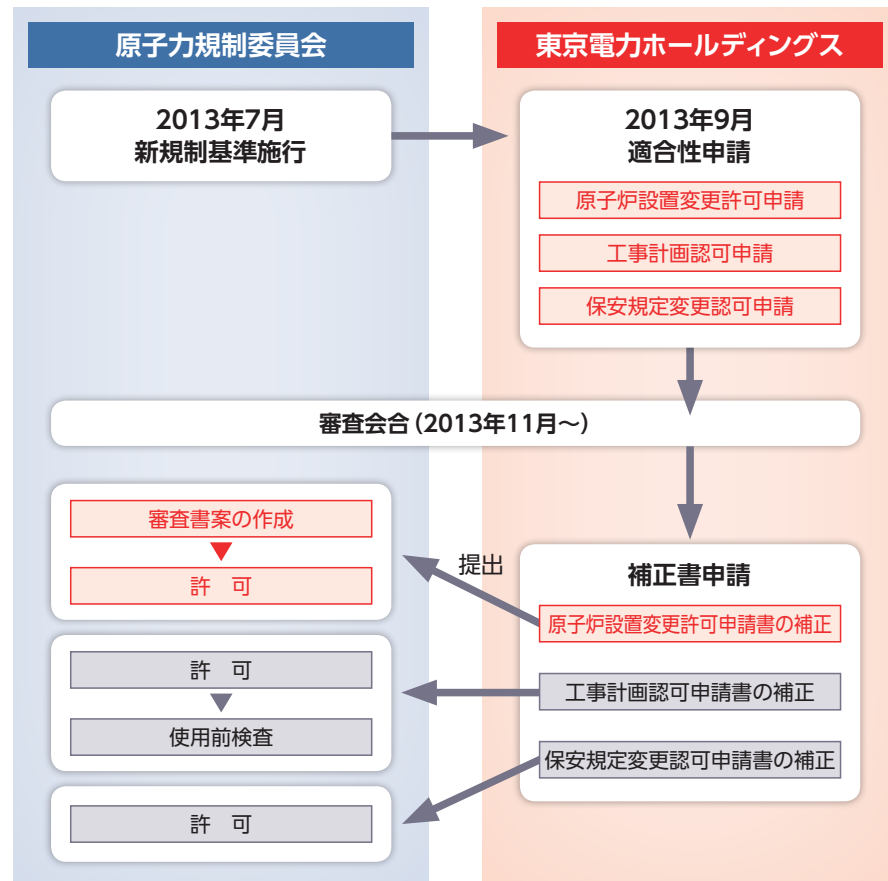 原子力規制委員会
東京電力ホールディングス
2013年7月
新規制基準施行
2013年9月
適合性申請
原子炉設置変更許可申請
工事計画認可申請
保安規定変更認可申請
審査会合（2013年11月～）
補正書申請
原子炉設置変更許可申請書の補正
工事計画認可申請書の補正
保安規定変更認可申請書の補正
提出
審査書案の作成
許　可
許　可
使用前検査
許　可